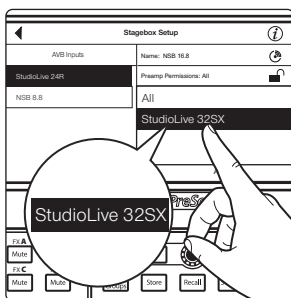 Stagebox Setup
AVB Inputs
Name: NSB 16.8
StudioLive 24R
Preamp Permissions: All
NSB 8.8
All
StudioLive 32SX
StudioLive 32SX
FX A
Mute
FX C
Mute
Mute
Store
Recall